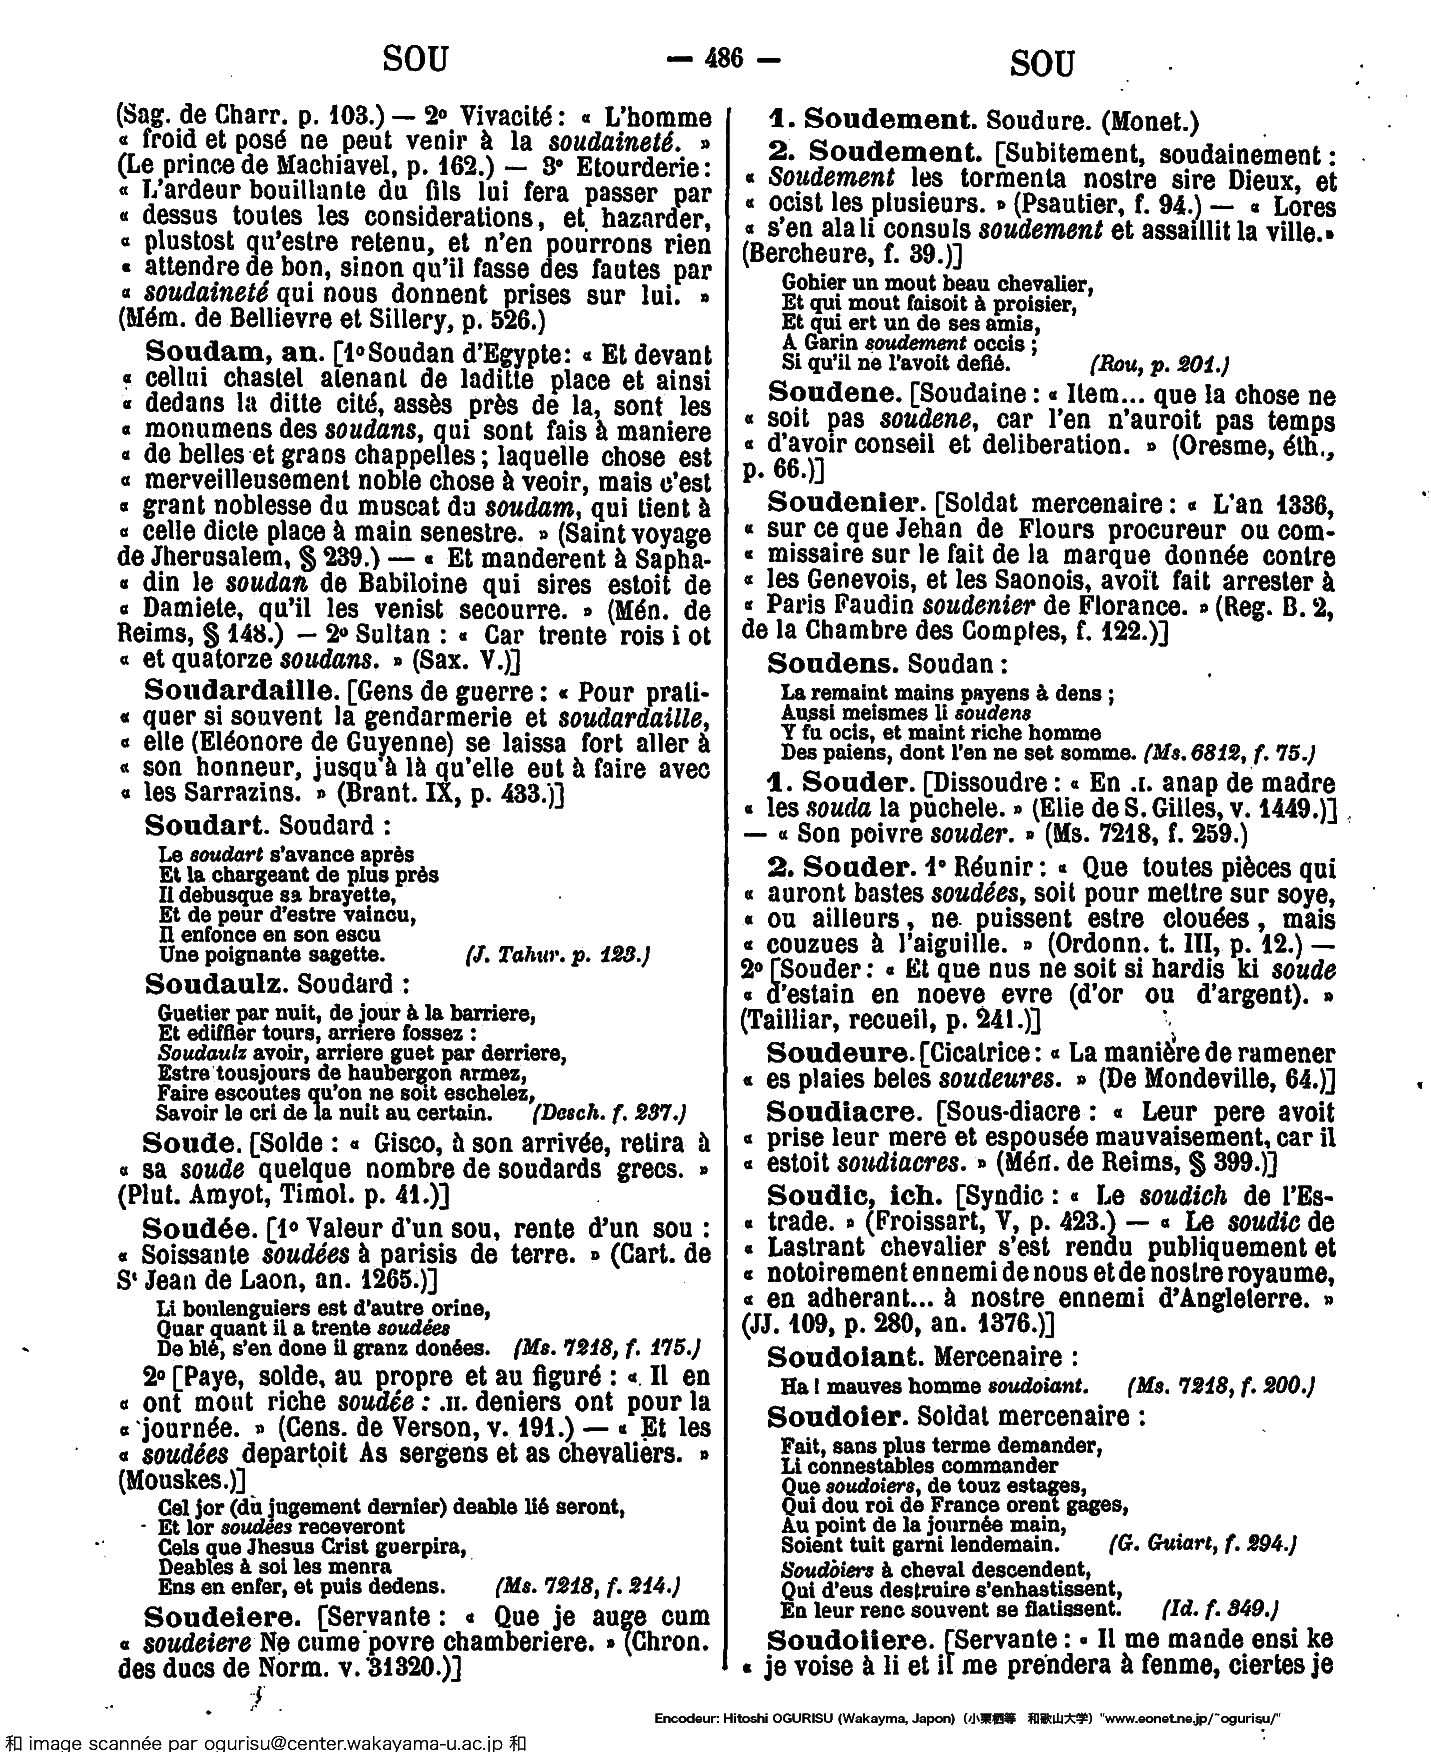 SOU — 486 — SOU
(Sag. de Charr. p. 103.) — 2º Vivacité : « L'homme
« froid et posé ne peut venir à la soudaineté. »
(Le prince de Machiavel, p. 162.) — 3º Etourderie :
« L'ardeur bouillante du fils lui fera passer par
« dessus toutes les considerations, et hazarder,
« plustost qu'estre retenu, et n'en pourrons rien
« attendre de bon, sinon qu'il fasse des fautes par
« soudaineté qui nous donnent prises sur lui. »
(Mém. de Bellievre et Sillery, p. 526.)
Soudam, an. [1º Soudan d'Egypte : « Et devant
« cellui chastel atenant de laditte place et ainsi
« dedans la ditte cité, assès près de la, sont les
« monumens des soudans, qui sont fais à maniere
« de belles et grans chappelles ; laquelle chose est
« merveilleusement noble chose à veoir, mais c'est
« grant noblesse du muscat du soudam, qui tient à
« celle dicte place à main senestre. » (Saint voyage
de Jherusalem, § 239.) — « Et manderent à Sapha-
« din le soudan de Babiloine qui sires estoit de
« Damiete, qu'il les venist secourre. » (Mén. de
Reims, § 148.) — 2º Sultan : « Car trente rois i ot
« et quatorze soudans. » (Sax. V.)]
Soudardaille. [Gens de guerre : « Pour prati-
« quer si souvent la gendarmerie et soudardaille,
« elle (Eléonore de Guyenne) se laissa fort aller à
« son honneur, jusqu'à là qu'elle eut à faire avec
« les Sarrazins. » (Brant. IX, p. 433.)]
Soudart. Soudard :
Le soudart s'avance après
Et la chargeant de plus près
Il debusque sa brayette,
Et de peur d'estre vaincu,
Il enfonce en son escu
Une poignante sagette. (J. Tahur. p. 123.)
Soudaulz. Soudard :
Guetier par nuit, de jour à la barriere,
Et ediffier tours, arriere fossez :
Soudaulz avoir, arriere guet par derriere,
Estre tousjours de haubergon armez,
Faire escoutes qu'on ne soit eschelez,
Savoir le cri de la nuit au certain. (Desch. f. 237.)
Soude. [Solde : « Gisco, à son arrivée, retira à
« sa soude quelque nombre de soudards grecs. »
(Plut. Amyot, Timol. p. 41.)]
Soudée. [1º Valeur d'un sou, rente d'un sou :
« Soissante soudées à parisis de terre. » (Cart. de
St Jean de Laon, an. 1265.)]
Li boulenguiers est d'autre orine,
Quar quant il a trente soudées
De blé, s'en done il granz donées. (Ms. 7218, f. 175.)
2º [Paye, solde, au propre et au figuré : « Il en
« ont mout riche soudée : .II. deniers ont pour la
« journée. » (Cens. de Verson, v. 191.) — « Et les
« soudées departoit As sergens et as chevaliers. »
(Mouskes.)]
Cel jor (du jugement dernier) deable lié seront,
Et lor soudées receveront
Cels que Jhesus Crist guerpira,
Deables à soi les menra
Ens en enfer, et puis dedens. (Ms. 7218, f. 214.)
Soudeiere. [Servante : « Que je auge cum
« soudeiere Ne cume povre chamberiere. » (Chron.
des ducs de Norm. v. 31320.)]
1. Soudement. Soudure. (Monet.)
2. Soudement. [Subitement, soudainement :
« Soudement les tormenta nostre sire Dieux, et
« ocist les plusieurs. » (Psautier, f. 94.) — « Lores
« s'en ala li consuls soudement et assaillit la ville.»
(Bercheure, f. 39.)]
Gohier un mout beau chevalier,
Et qui mout faisoit à proisier,
Et qui ert un de ses amis,
A Garin soudement occis ;
Si qu'il ne l'avoit defié. (Rou, p. 201.)
Soudene. [Soudaine : « Item... que la chose ne
« soit pas soudene, car l'en n'auroit pas temps
« d'avoir conseil et deliberation. » (Oresme, éth.,
p. 66.)]
Soudenier. [Soldat mercenaire : « L'an 1336,
« sur ce que Jehan de Flours procureur ou com-
« missaire sur le fait de la marque donnée contre
« les Genevois, et les Saonois, avoit fait arrester à
« Paris Faudin soudenier de Florance. » (Reg. B. 2,
de la Chambre des Comptes, f. 122.)]
Soudens. Soudan :
La remaint mains payens à dens ;
Aussi meismes li soudens
Y fu ocis, et maint riche homme
Des paiens, dont l'en ne set somme. (Ms. 6812, f. 75.)
1. Souder. [Dissoudre : « En .I. anap de madre
« les souda la puchele. » (Elie de S. Gilles, v. 1449.)]
— « Son poivre souder. » (Ms. 7218, f. 259.)
2. Souder. 1º Réunir : « Que toutes pièces qui
« auront bastes soudées, soit pour mettre sur soye,
« ou ailleurs, ne puissent estre clouées, mais
« couzues à l'aiguille. » (Ordonn. t. III, p. 12.) —
2º [Souder : « Et que nus ne soit si hardis ki soude
« d'estain en noeve evre (d'or ou d'argent). »
(Tailliar, recueil, p. 241.)]
Soudeure. [Cicatrice : « La manière de ramener
« es plaies beles soudeures. » (De Mondeville, 64.)]
Soudiacre. [Sous-diacre : « Leur pere avoit
« prise leur mere et espousée mauvaisement, car il
« estoit soudiacres. » (Mén. de Reims, § 399.)]
Soudic, ich. [Syndic : « Le soudich de l'Es-
« trade. » (Froissart, V, p. 423.) — « Le soudic de
« Lastrant chevalier s'est rendu publiquement et
« notoirement ennemi de nous et de nostre royaume,
« en adherant... à nostre ennemi d'Angleterre. »
(JJ. 109, p. 280, an. 1376.)]
Soudoiant. Mercenaire :
Ha ! mauves homme soudoiant. (Ms. 7218, f. 200.)
Soudoier. Soldat mercenaire :
Fait, sans plus terme demander,
Li connestables commander
Que soudoiers, de touz estages,
Qui dou roi de France orent gages,
Au point de la journée main,
Soient tuit garni lendemain. (G. Guiart, f. 294.)
Soudoiers à cheval descendent,
Qui d'eus destruire s'enhastissent,
En leur renc souvent se flatissent. (Id. f. 349.)
Soudoiiere. [Servante : « Il me mande ensi ke
« je voise à li et il me prendera à fenme, ciertes je
Encodeur: Hitoshi OGURISU (Wakayma, Japon) (小栗栖等 和歌山大学) "www.eonet.ne.jp/~ogurisu/"
和 image scannée par ogurisu@center.wakayama-u.ac.jp 和